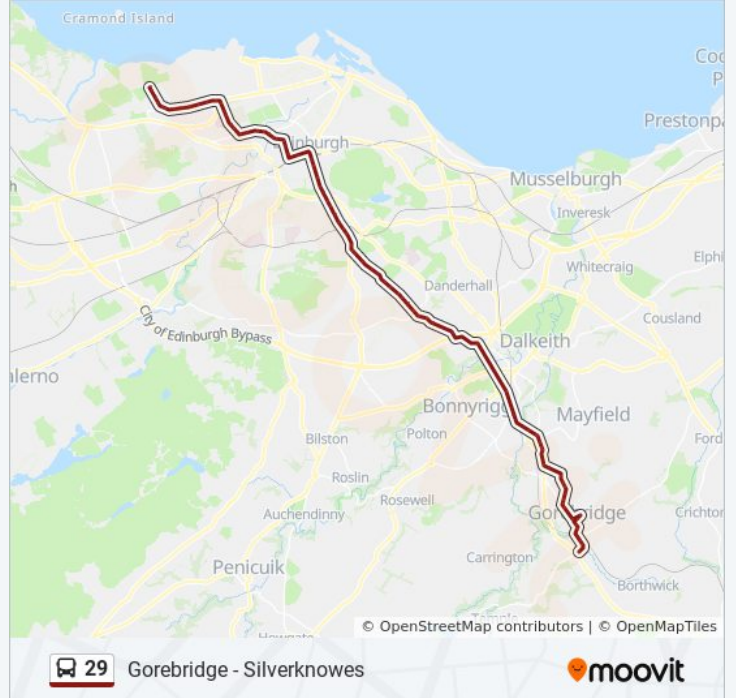 Cramond Island
Prestonpa
Edinburgh
h
Musselburgh
Inveresk
Whitecraig
Elphi
Danderhall
Cousland
City of Edinburgh Bypass
Dalkeith
alerno
Bonnyrigg
Mayfield
Polton
Ford
Bilston
Roslin
Rosewell
Auchendinny
Gorebridge
Crichton
Carrington
Penicuik
Borthwick
© OpenStreetMap contributors | © OpenMapTiles
29 Gorebridge - Silverknowes moovit